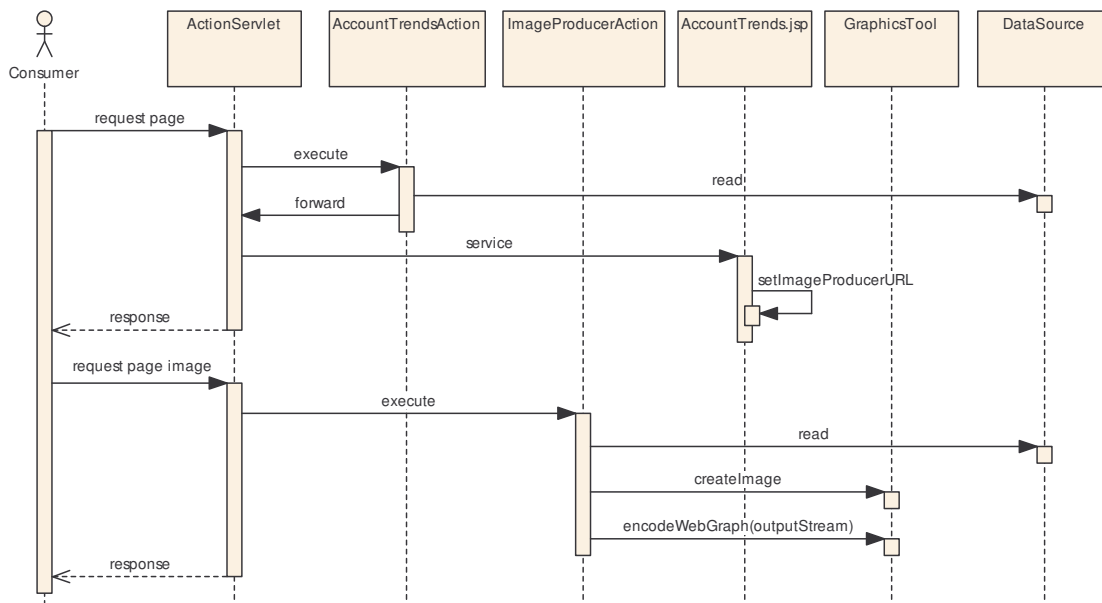 ActionServlet
AccountTrendsAction
ImageProducerAction
AccountTrends.jsp
GraphicsTool
DataSource
Consumer
request page
execute
read
forward
service
setImageProducerURL
response
request page image
execute
read
createImage
encodeWebGraph(outputStream)
response